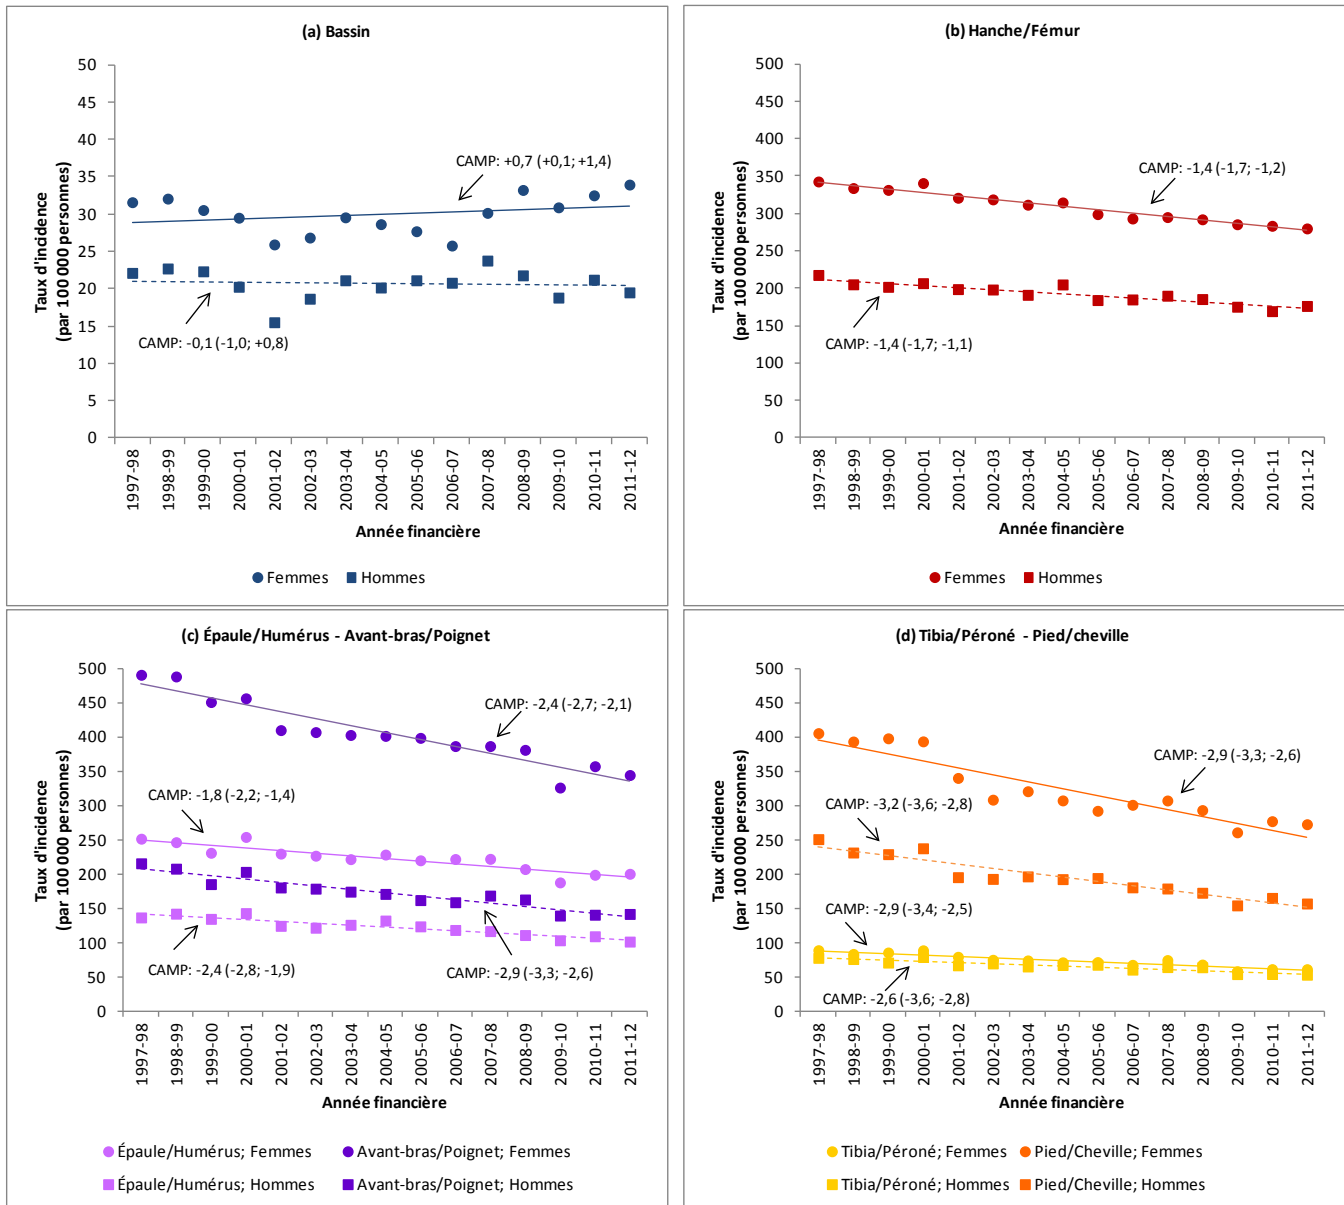 (a) Bassin
Taux d'incidence
(par 100 000 personnes)
50
45
40
35
30
25
20
15
10
5
0
CAMP: +0,7 (+0,1; +1,4)
CAMP: -0,1 (-1,0; +0,8)
1997-98
1998-99
1999-00
2000-01
2001-02
2002-03
2003-04
2004-05
2005-06
2006-07
2007-08
2008-09
2009-10
2010-11
2011-12
Année financière
Femmes
Hommes
(b) Hanche/Fémur
Taux d'incidence
(par 100 000 personnes)
500
450
400
350
300
250
200
150
100
50
0
CAMP: -1,4 (-1,7; -1,2)
CAMP: -1,4 (-1,7; -1,1)
1997-98
1998-99
1999-00
2000-01
2001-02
2002-03
2003-04
2004-05
2005-06
2006-07
2007-08
2008-09
2009-10
2010-11
2011-12
Année financière
Femmes
Hommes
(c) Épaule/Humérus - Avant-bras/Poignet
Taux d'incidence
(par 100 000 personnes)
500
450
400
350
300
250
200
150
100
50
0
CAMP: -2,4 (-2,7; -2,1)
CAMP: -1,8 (-2,2; -1,4)
CAMP: -2,4 (-2,8; -1,9)
CAMP: -2,9 (-3,3; -2,6)
1997-98
1998-99
1999-00
2000-01
2001-02
2002-03
2003-04
2004-05
2005-06
2006-07
2007-08
2008-09
2009-10
2010-11
2011-12
Année financière
Épaule/Humérus; Femmes
Avant-bras/Poignet; Femmes
Épaule/Humérus; Hommes
Avant-bras/Poignet; Hommes
(d) Tibia/Péroné - Pied/cheville
Taux d'incidence
(par 100 000 personnes)
500
450
400
350
300
250
200
150
100
50
0
CAMP: -2,9 (-3,3; -2,6)
CAMP: -3,2 (-3,6; -2,8)
CAMP: -2,9 (-3,4; -2,5)
CAMP: -2,6 (-3,6; -2,8)
1997-98
1998-99
1999-00
2000-01
2001-02
2002-03
2003-04
2004-05
2005-06
2006-07
2007-08
2008-09
2009-10
2010-11
2011-12
Année financière
Tibia/Péroné; Femmes
Pied/Cheville; Femmes
Tibia/Péroné; Hommes
Pied/Cheville; Hommes